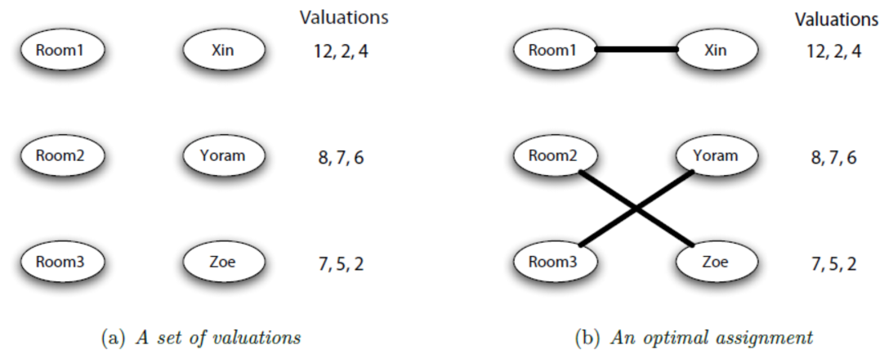 Valuations
Room1 Xin 12, 2, 4
Room2 Yoram 8, 7, 6
Room3 Zoe 7, 5, 2
(a) A set of valuations
Valuations
Room1 Xin 12, 2, 4
Room2 Yoram 8, 7, 6
Room3 Zoe 7, 5, 2
(b) An optimal assignment